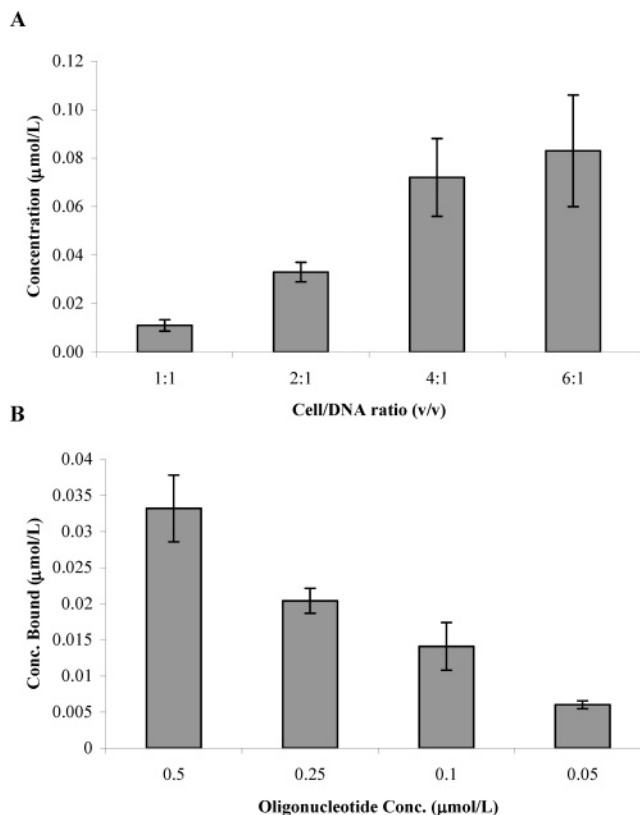 A
Concentration (μmol/L)
0.12
0.10
0.08
0.06
0.04
0.02
0.00
1:1 2:1 4:1 6:1
Cell/DNA ratio (v/v)
B
Conc. Bound (μmol/L)
0.04
0.035
0.03
0.025
0.02
0.015
0.01
0.005
0
0.5 0.25 0.1 0.05
Oligonucleotide Conc. (μmol/L)